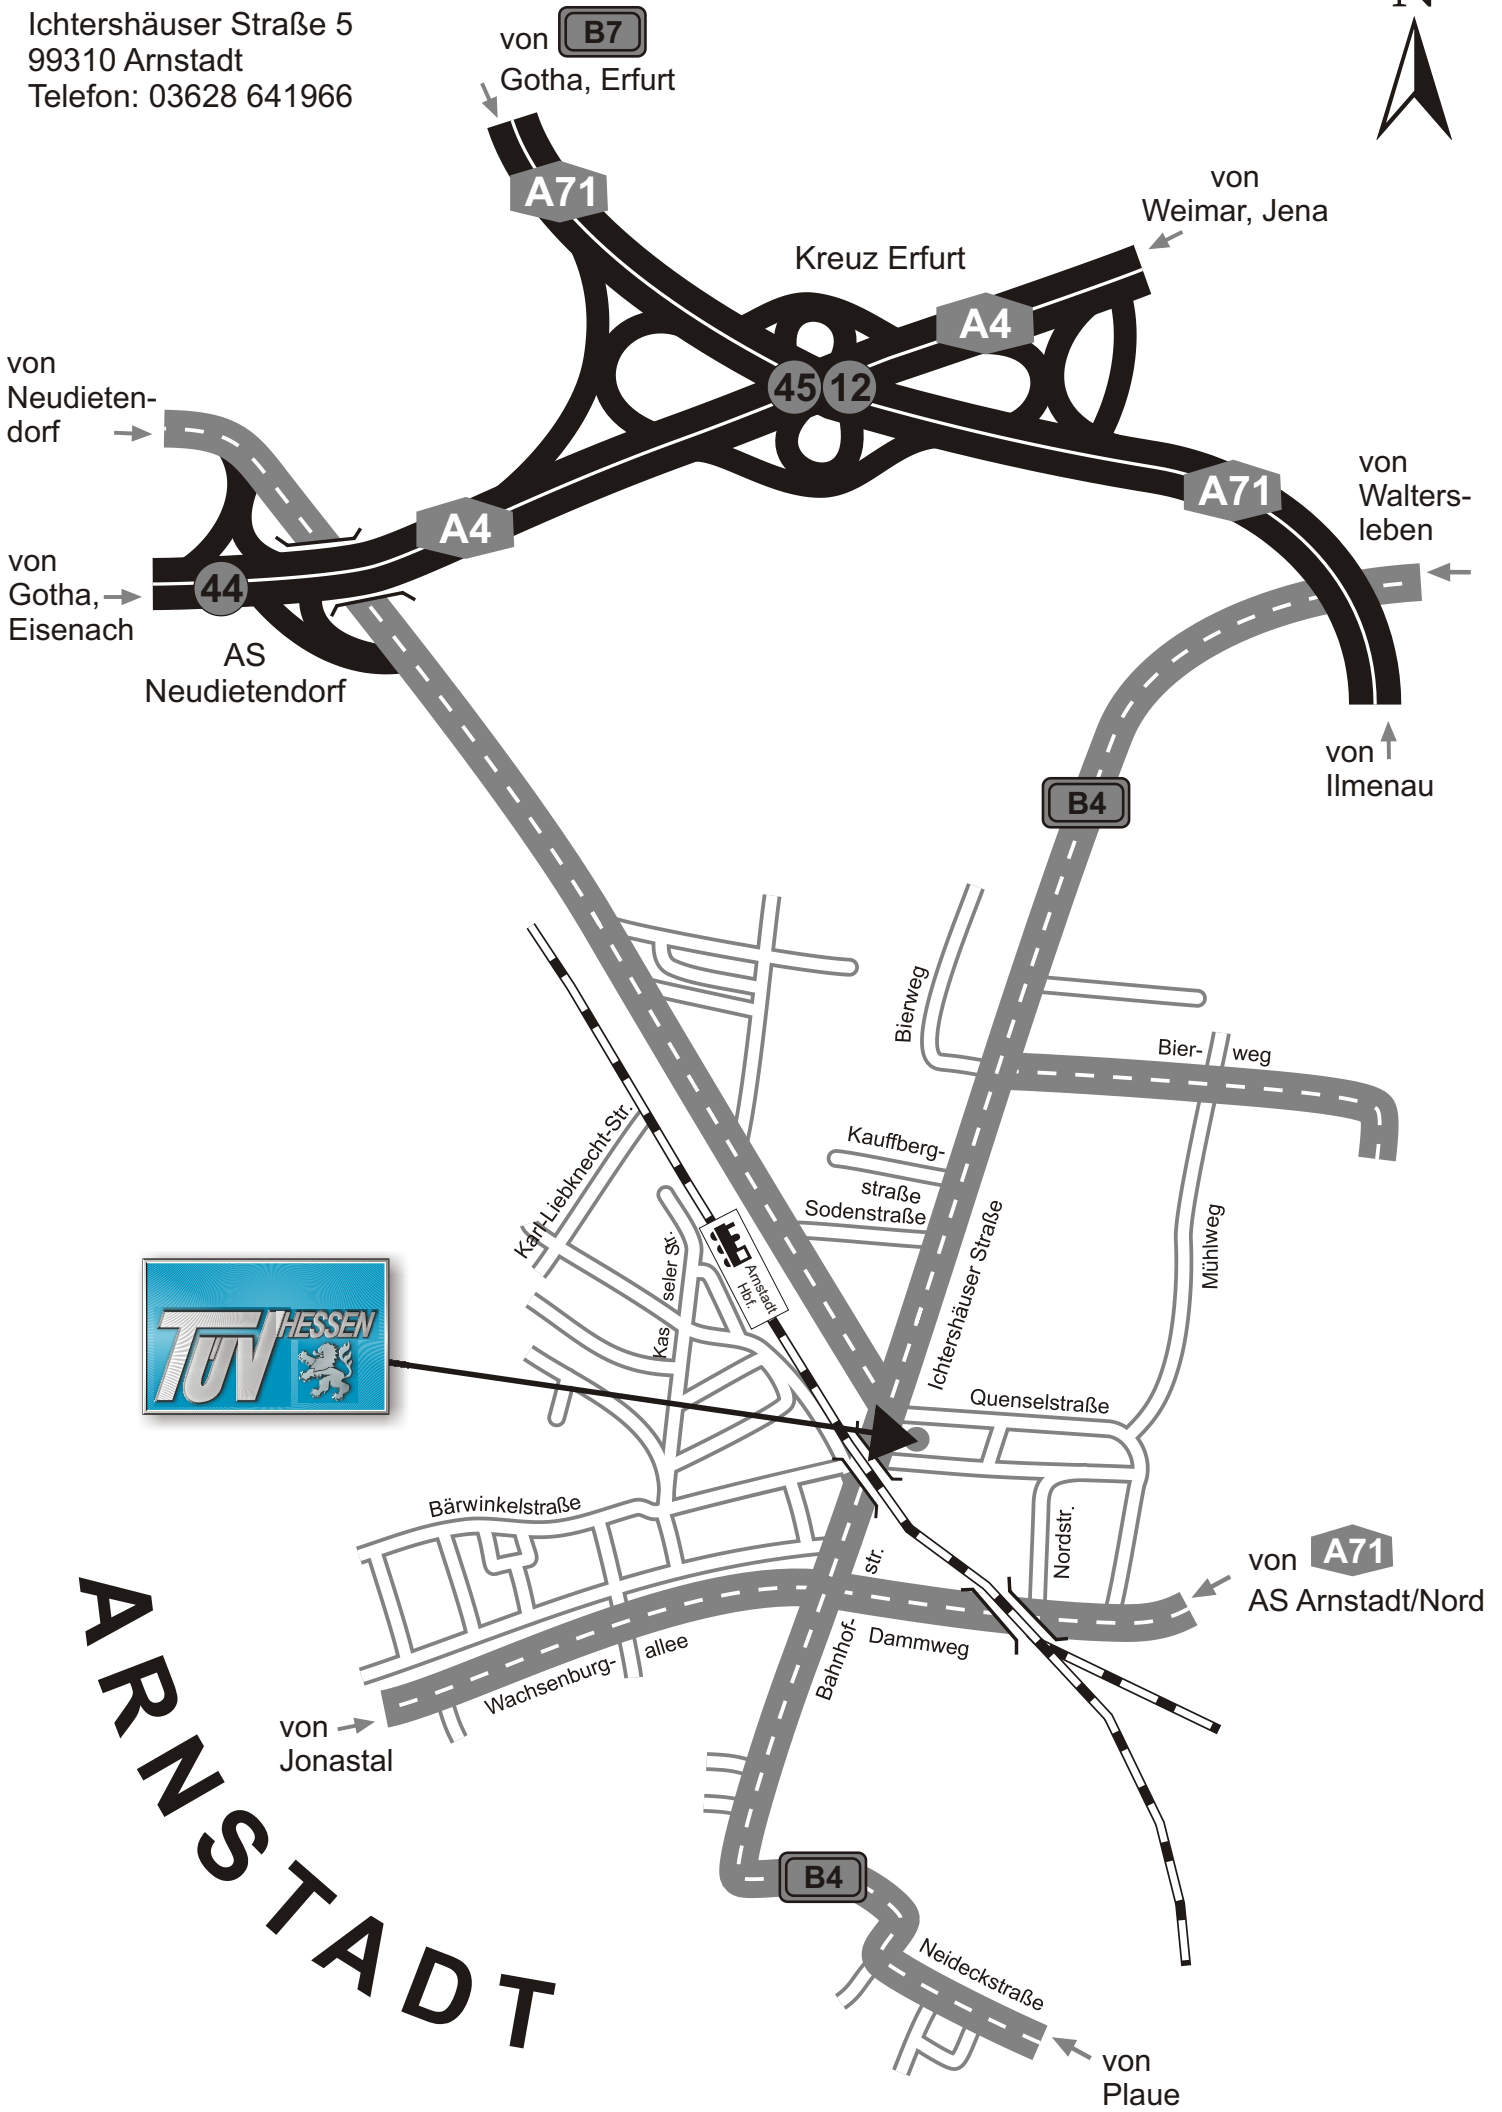 Ichtershäuser Straße 5
99310 Arnstadt
Telefon: 03628 641966
von B7
Gotha, Erfurt
N
A71
von
Weimar, Jena
Kreuz Erfurt
A4
45 12
von
Neudieten-
dorf
A4
A71
von
Walters-
leben
von
Gotha,
Eisenach
44
AS
Neudietendorf
von
Ilmenau
B4
Bierweg
Bier- weg
Karl-Liebknecht-Str.
Kauffberg-
straße
Sodenstraße
Ichtershäuser Straße
Mühlweg
Kas seler Str.
Arnstadt
Hbf.
TÜV HESSEN
Quenselstraße
Bärwinkelstraße
Nordstr.
von A71
AS Arnstadt/Nord
Bahnhof- str.
Dammweg
Wachsenburg- allee
von
Jonastal
ARNSTADT
B4
Neideckstraße
von
Plaue